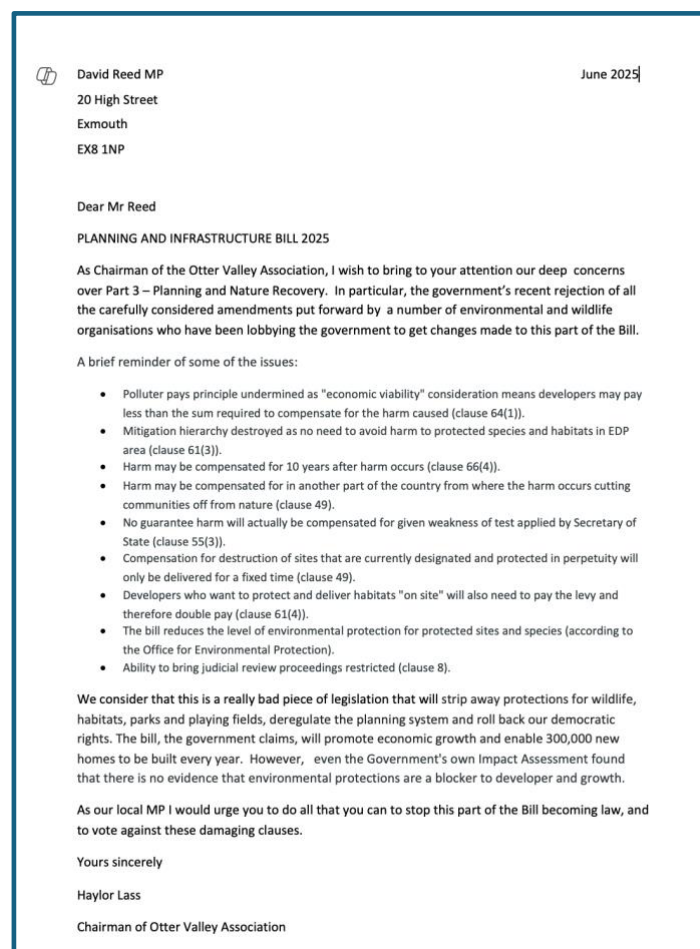 David Reed MP June 2025
20 High Street
Exmouth
EX8 1NP
Dear Mr Reed
PLANNING AND INFRASTRUCTURE BILL 2025
As Chairman of the Otter Valley Association, I wish to bring to your attention our deep concerns
over Part 3 – Planning and Nature Recovery. In particular, the government's recent rejection of all
the carefully considered amendments put forward by a number of environmental and wildlife
organisations who have been lobbying the government to get changes made to this part of the Bill.
A brief reminder of some of the issues:
• Polluter pays principle undermined as "economic viability" consideration means developers may pay
less than the sum required to compensate for the harm caused (clause 64(1)).
• Mitigation hierarchy destroyed as no need to avoid harm to protected species and habitats in EDP
area (clause 61(3)).
• Harm may be compensated for 10 years after harm occurs (clause 66(4)).
• Harm may be compensated for in another part of the country from where the harm occurs cutting
communities off from nature (clause 49).
• No guarantee harm will actually be compensated for given weakness of test applied by Secretary of
State (clause 55(3)).
• Compensation for destruction of sites that are currently designated and protected in perpetuity will
only be delivered for a fixed time (clause 49).
• Developers who want to protect and deliver habitats "on site" will also need to pay the levy and
therefore double pay (clause 61(4)).
• The bill reduces the level of environmental protection for protected sites and species (according to
the Office for Environmental Protection).
• Ability to bring judicial review proceedings restricted (clause 8).
We consider that this is a really bad piece of legislation that will strip away protections for wildlife,
habitats, parks and playing fields, deregulate the planning system and roll back our democratic
rights. The bill, the government claims, will promote economic growth and enable 300,000 new
homes to be built every year. However, even the Government's own Impact Assessment found
that there is no evidence that environmental protections are a blocker to developer and growth.
As our local MP I would urge you to do all that you can to stop this part of the Bill becoming law, and
to vote against these damaging clauses.
Yours sincerely
Haylor Lass
Chairman of Otter Valley Association